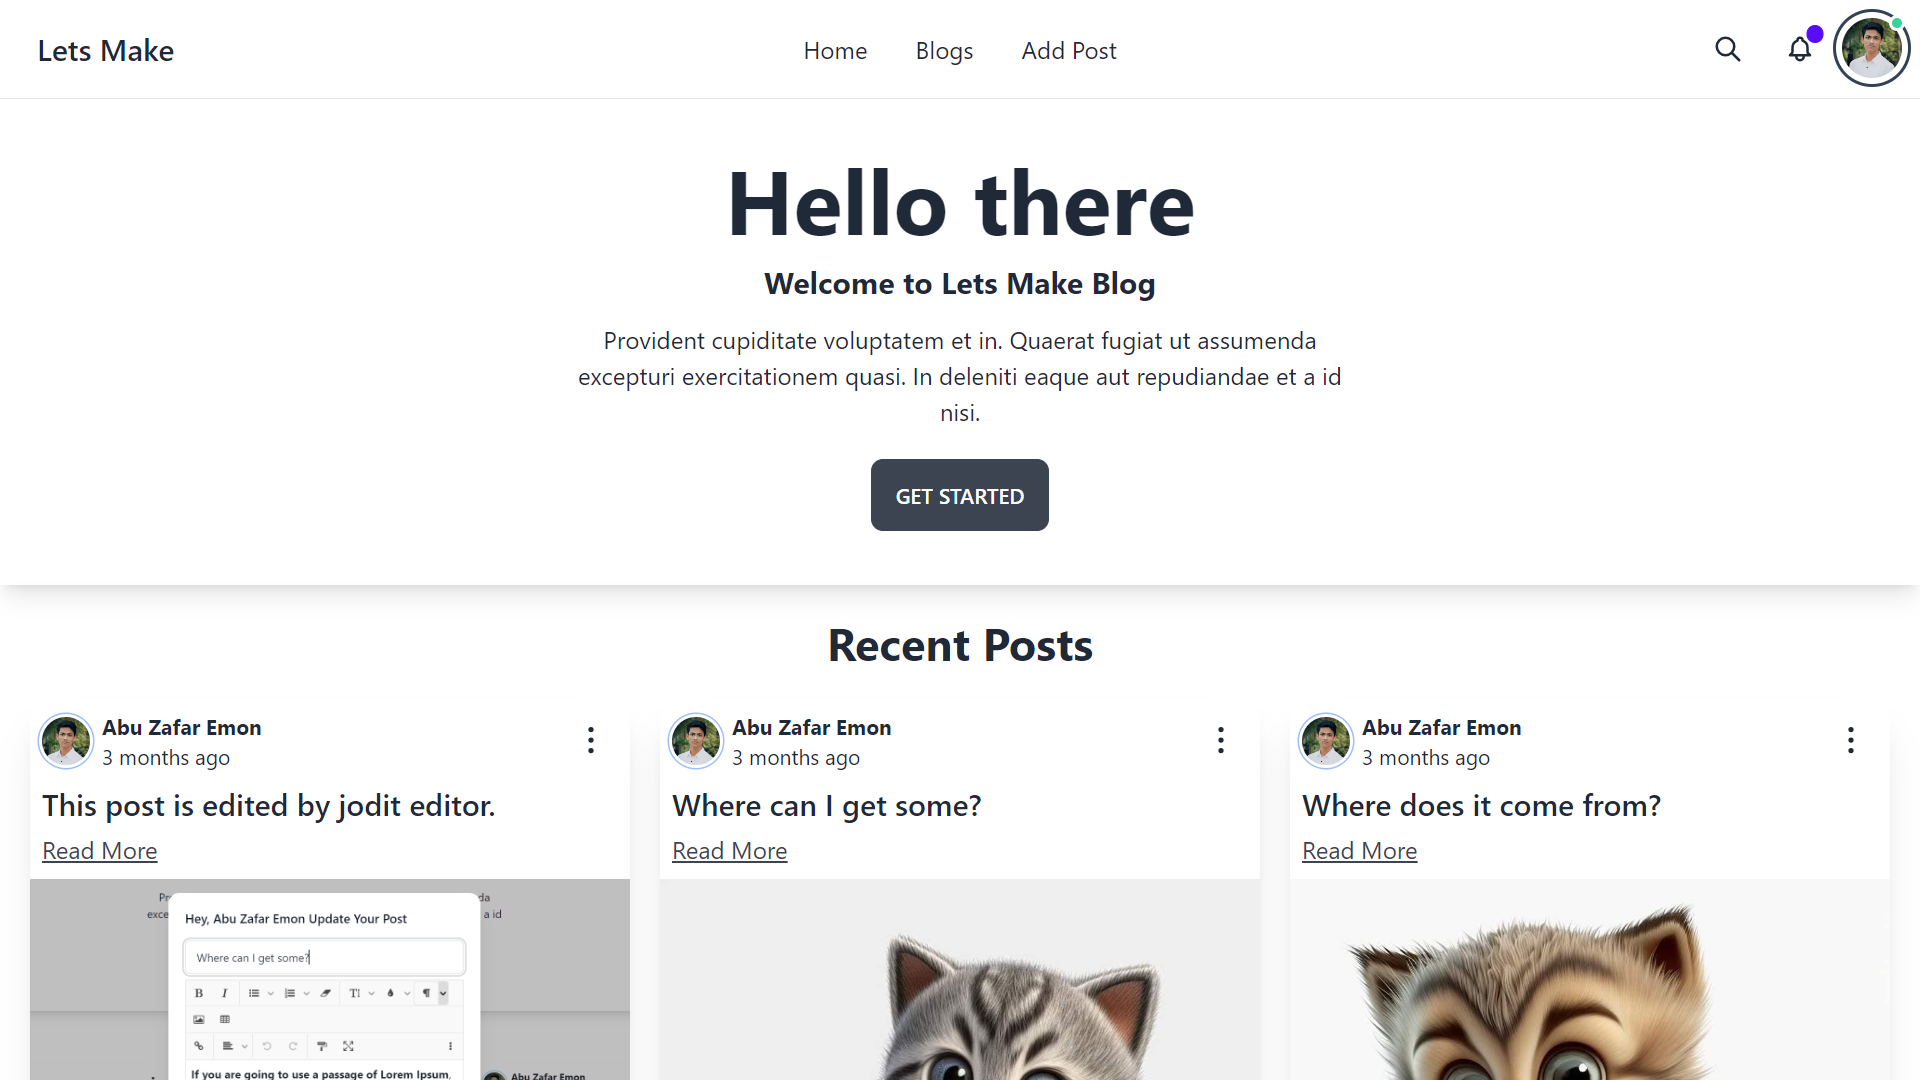 Lets Make
Home
Blogs
Add Post
Hello there
Welcome to Lets Make Blog
Provident cupiditate voluptatem et in. Quaerat fugiat ut assumenda
excepturi exercitationem quasi. In deleniti eaque aut repudiandae et a id
nisi.
GET STARTED
Recent Posts
Abu Zafar Emon
3 months ago
This post is edited by jodit editor.
Read More
Hey, Abu Zafar Emon Update Your Post
Where can I get some?
If you are going to use a passage of Lorem Ipsum,
a id
Abu Zafar Emon
Abu Zafar Emon
3 months ago
Where can I get some?
Read More
Abu Zafar Emon
3 months ago
Where does it come from?
Read More